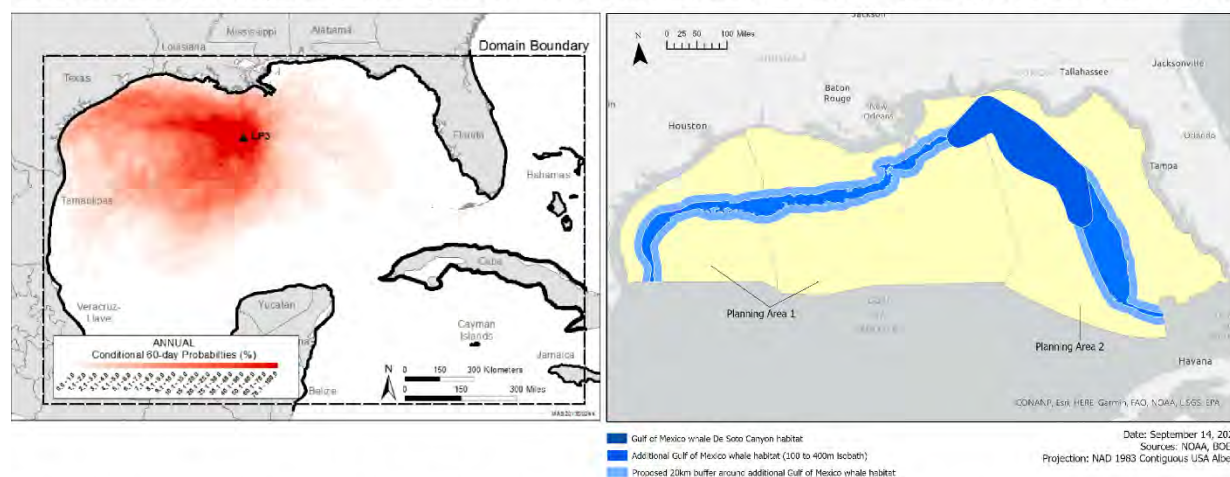 Mississippi
Alabama
Louisiana
Domain Boundary
Texas
LP3
Florida
Bahamas
Tamaulipas
Cuba
Veracruz-
Llave
Yucatan
Cayman
Islands
Jamaica
Belize
ANNUAL
Conditional 60-day Probabilties (%)
N
0 150 300 Kilometers
0 150 300 Miles
Jackson
N
0 25 50 100 Miles
Tallahassee
Jacksonville
Baton
Rouge
New
Orleans
Houston
Orlando
Tampa
Planning Area 1
Planning Area 2
Havana
CONANP, Esri, HERE, Garmin, FAO, NOAA, USGS, EPA
Gulf of Mexico whale De Soto Canyon habitat
Additional Gulf of Mexico whale habitat (100 to 400m isobath)
Proposed 20km buffer around additional Gulf of Mexico whale habitat
Date: September 14, 202
Sources: NOAA, BOE
Projection: NAD 1983 Contiguous USA Albe